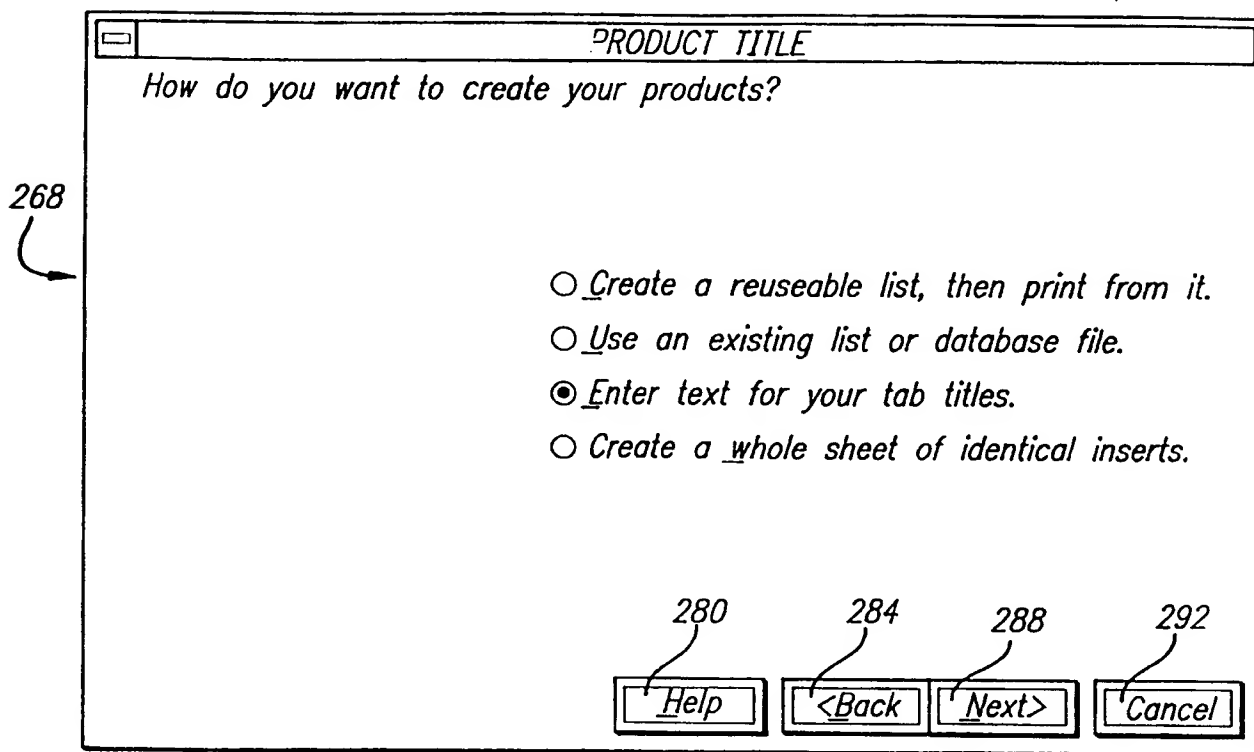 PRODUCT TITLE
How do you want to create your products?
268
Create a reuseable list, then print from it.
Use an existing list or database file.
Enter text for your tab titles.
Create a whole sheet of identical inserts.
280 284 288 292
Help <Back Next> Cancel